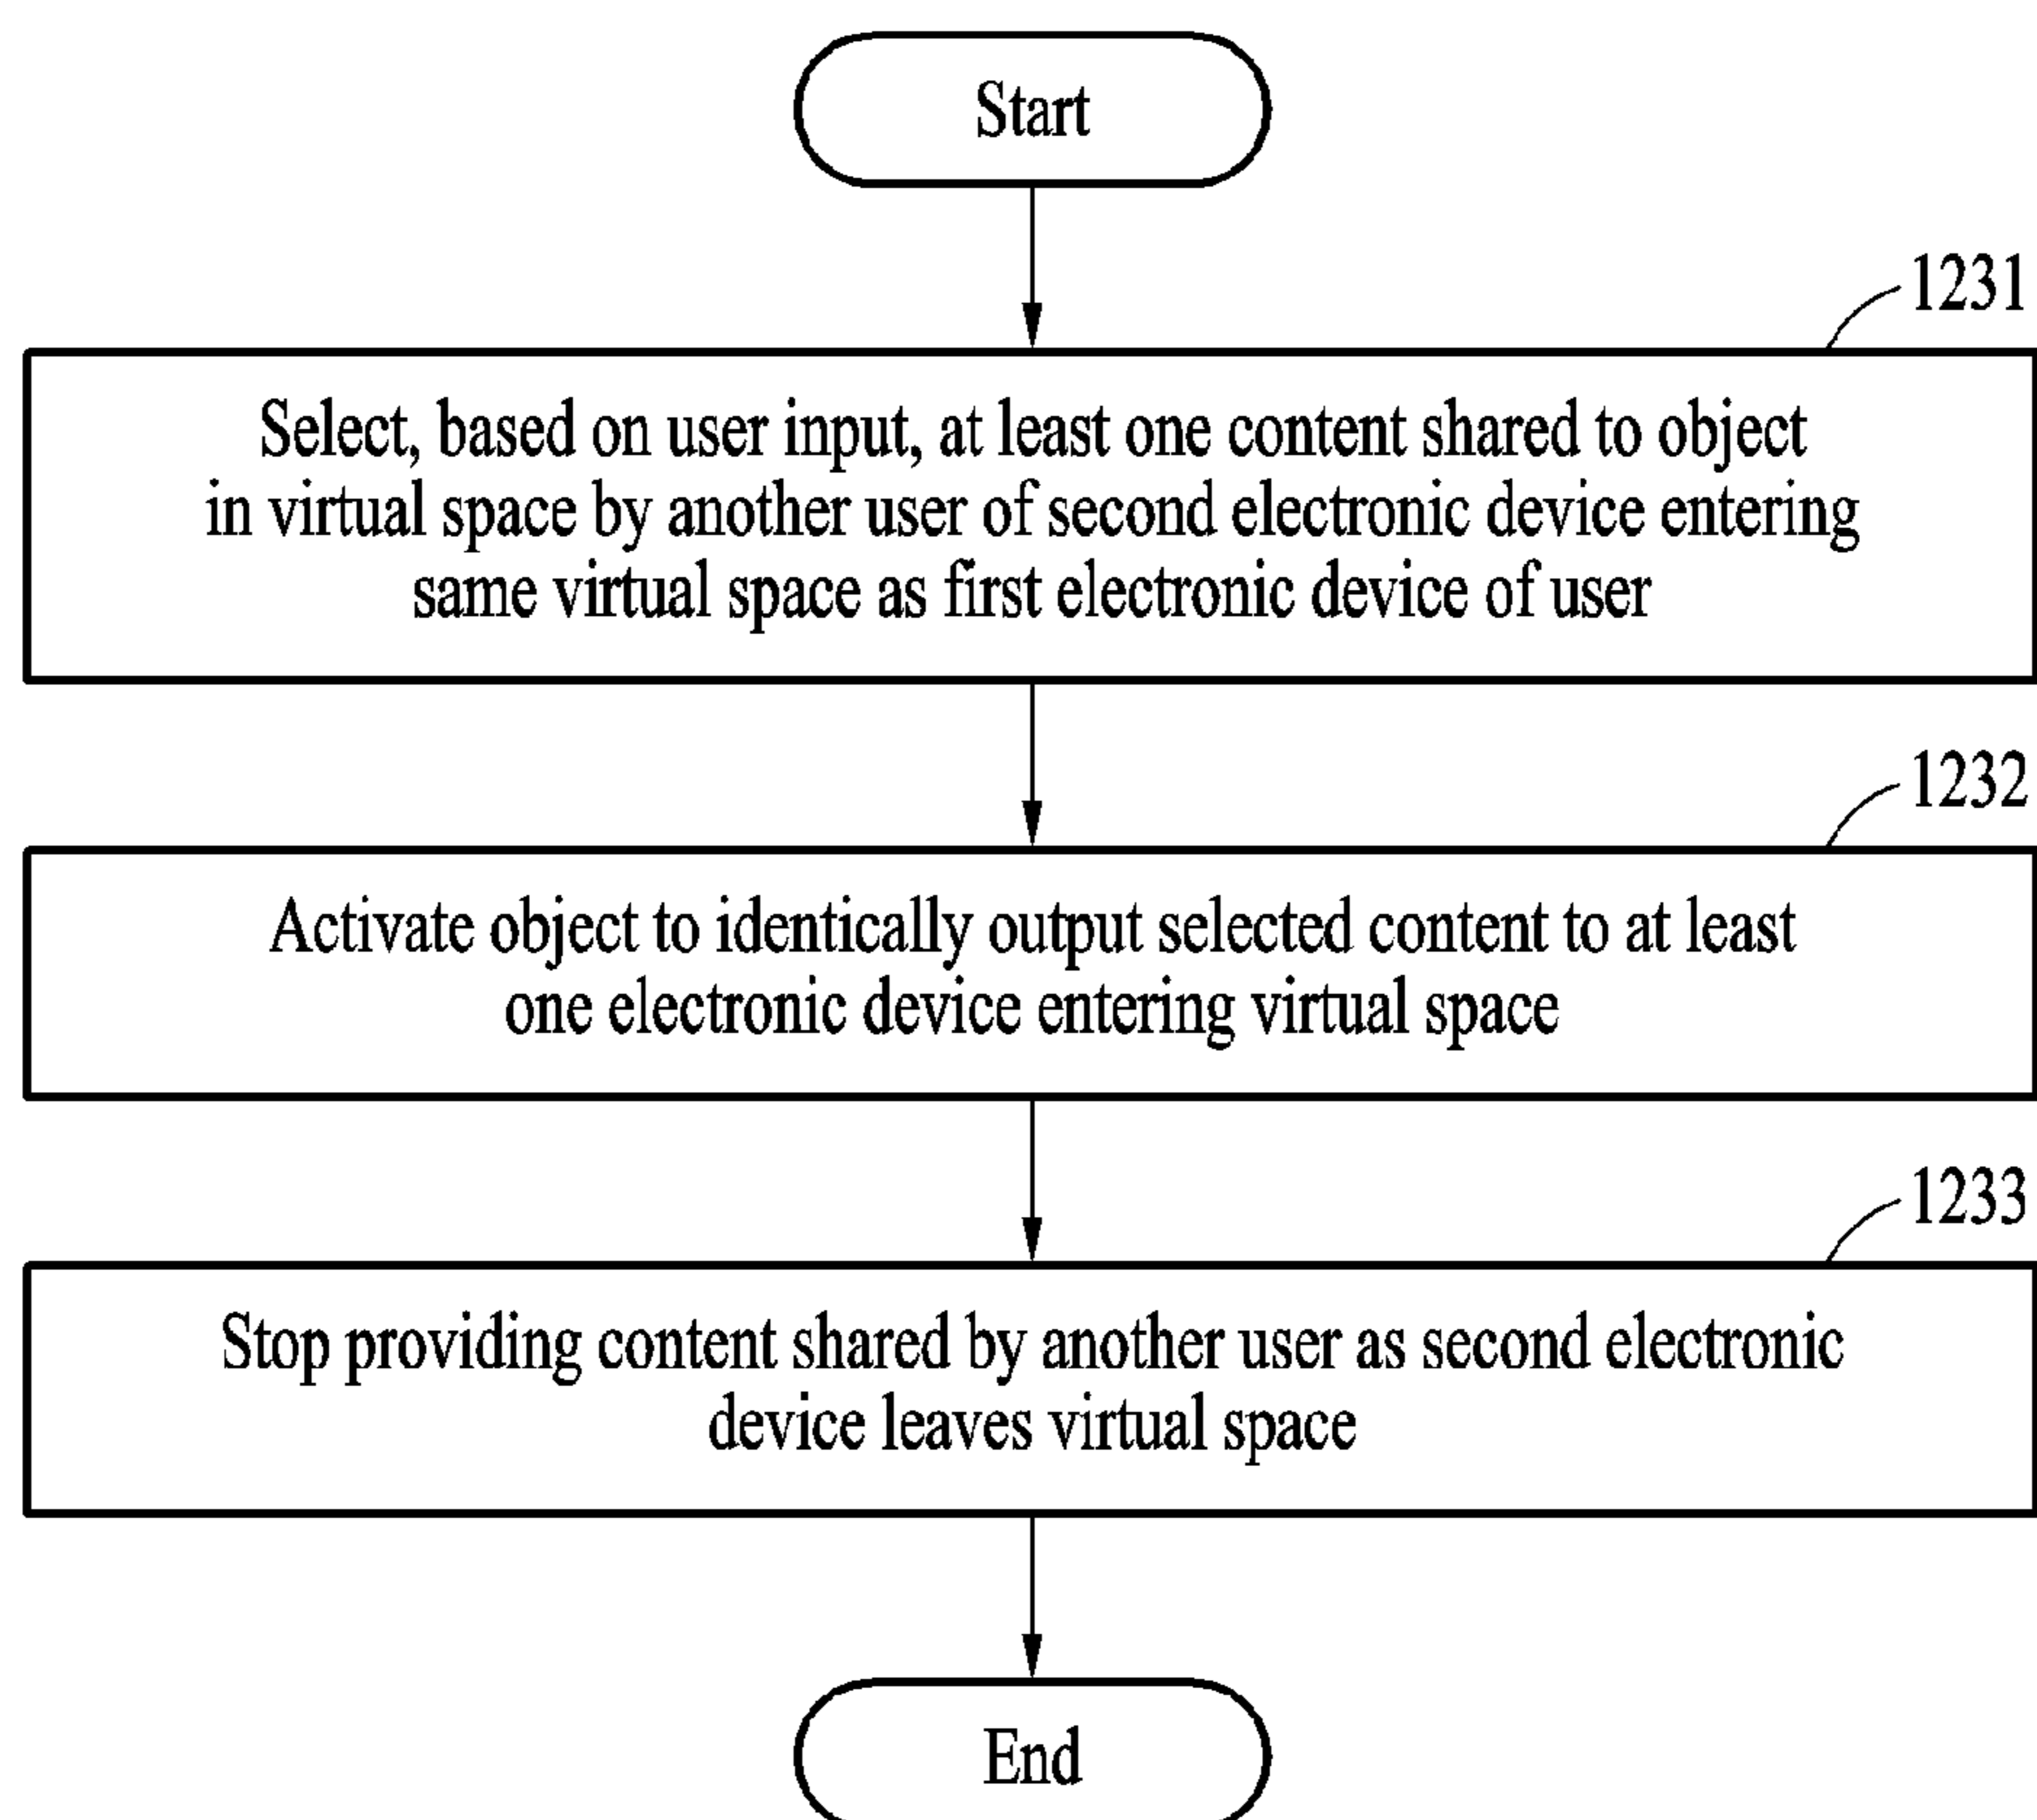 Start
1231
Select, based on user input, at least one content shared to object
in virtual space by another user of second electronic device entering
same virtual space as first electronic device of user
1232
Activate object to identically output selected content to at least
one electronic device entering virtual space
1233
Stop providing content shared by another user as second electronic
device leaves virtual space
End